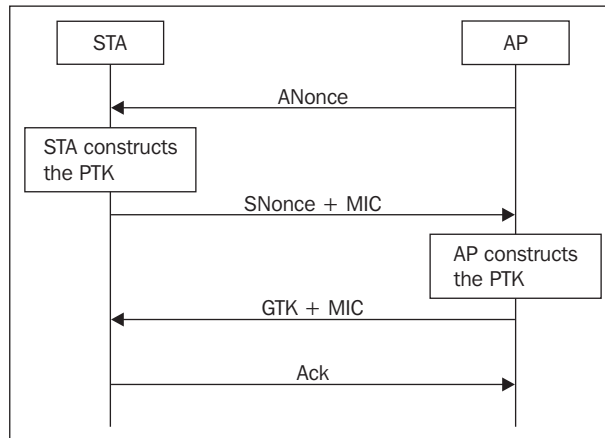 STA
AP
ANonce
STA constructs
the PTK
SNonce + MIC
AP constructs
the PTK
GTK + MIC
Ack